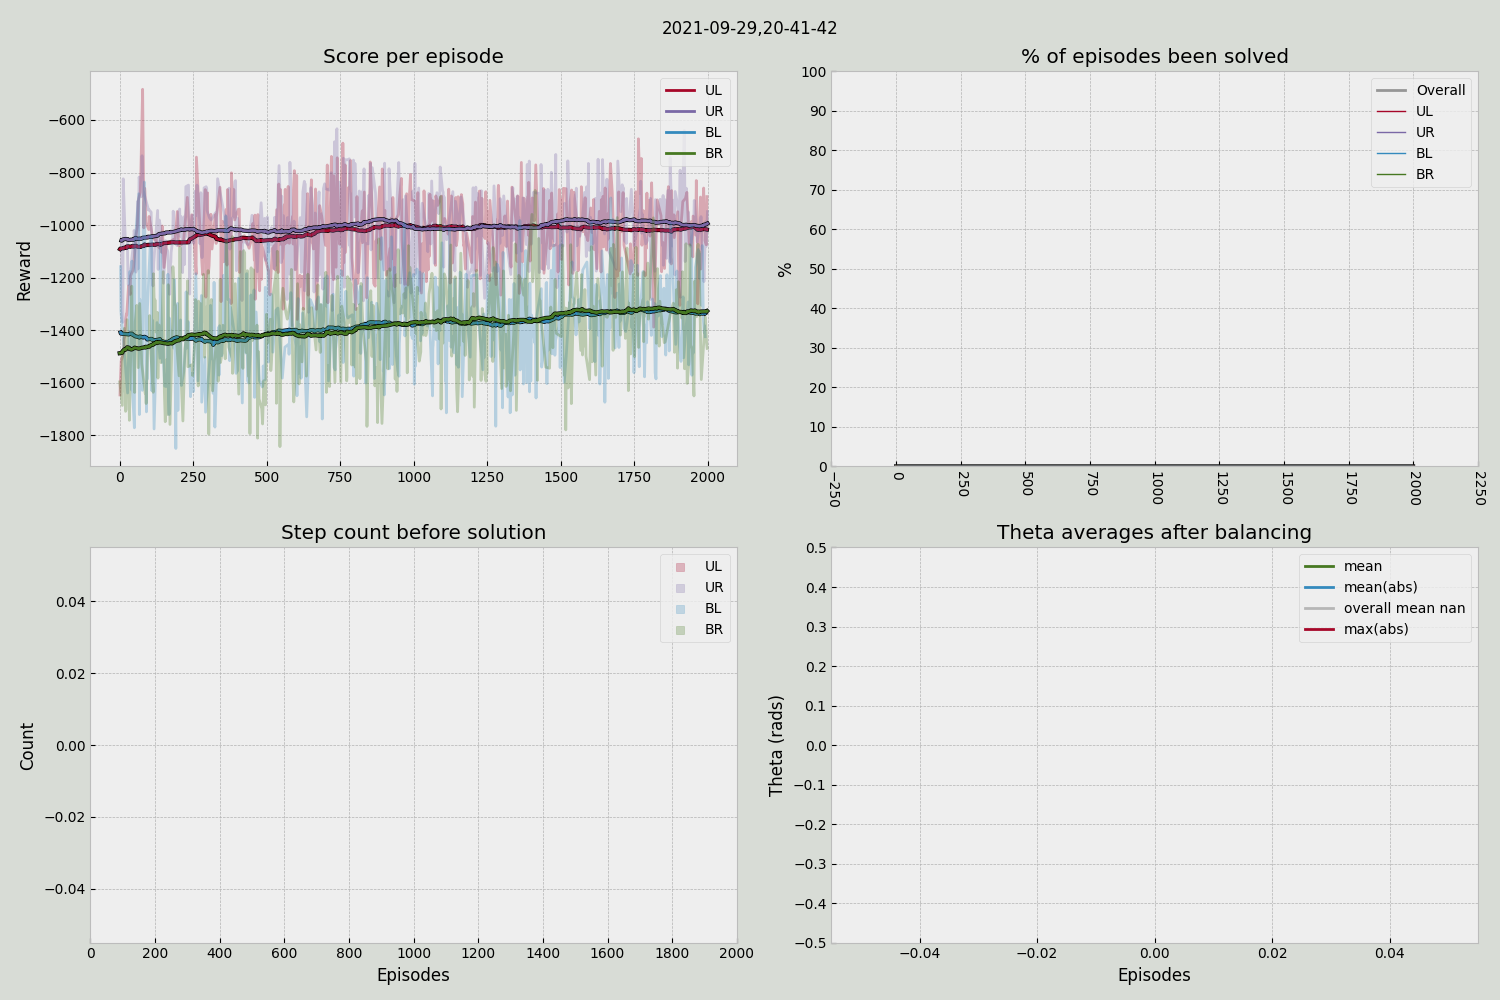 2021-09-29,20-41-42
Score per episode
Reward
−600
−800
−1000
−1200
−1400
−1600
−1800
0 250 500 750 1000 1250 1500 1750 2000
UL
UR
BL
BR
% of episodes been solved
%
100
90
80
70
60
50
40
30
20
10
0
−250 0 250 500 750 1000 1250 1500 1750 2000 2250
Overall
UL
UR
BL
BR
Step count before solution
Count
0.04
0.02
0.00
−0.02
−0.04
0 200 400 600 800 1000 1200 1400 1600 1800 2000
Episodes
UL
UR
BL
BR
Theta averages after balancing
Theta (rads)
0.5
0.4
0.3
0.2
0.1
0.0
−0.1
−0.2
−0.3
−0.4
−0.5
−0.04 −0.02 0.00 0.02 0.04
Episodes
mean
mean(abs)
overall mean nan
max(abs)